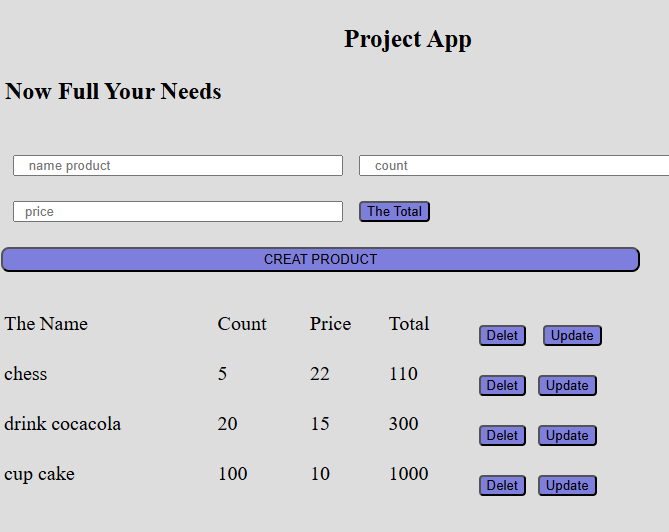 Project App
Now Full Your Needs
name product count
price The Total
CREAT PRODUCT
The Name Count Price Total Delet Update
chess 5 22 110 Delet Update
drink cocacola 20 15 300 Delet Update
cup cake 100 10 1000 Delet Update